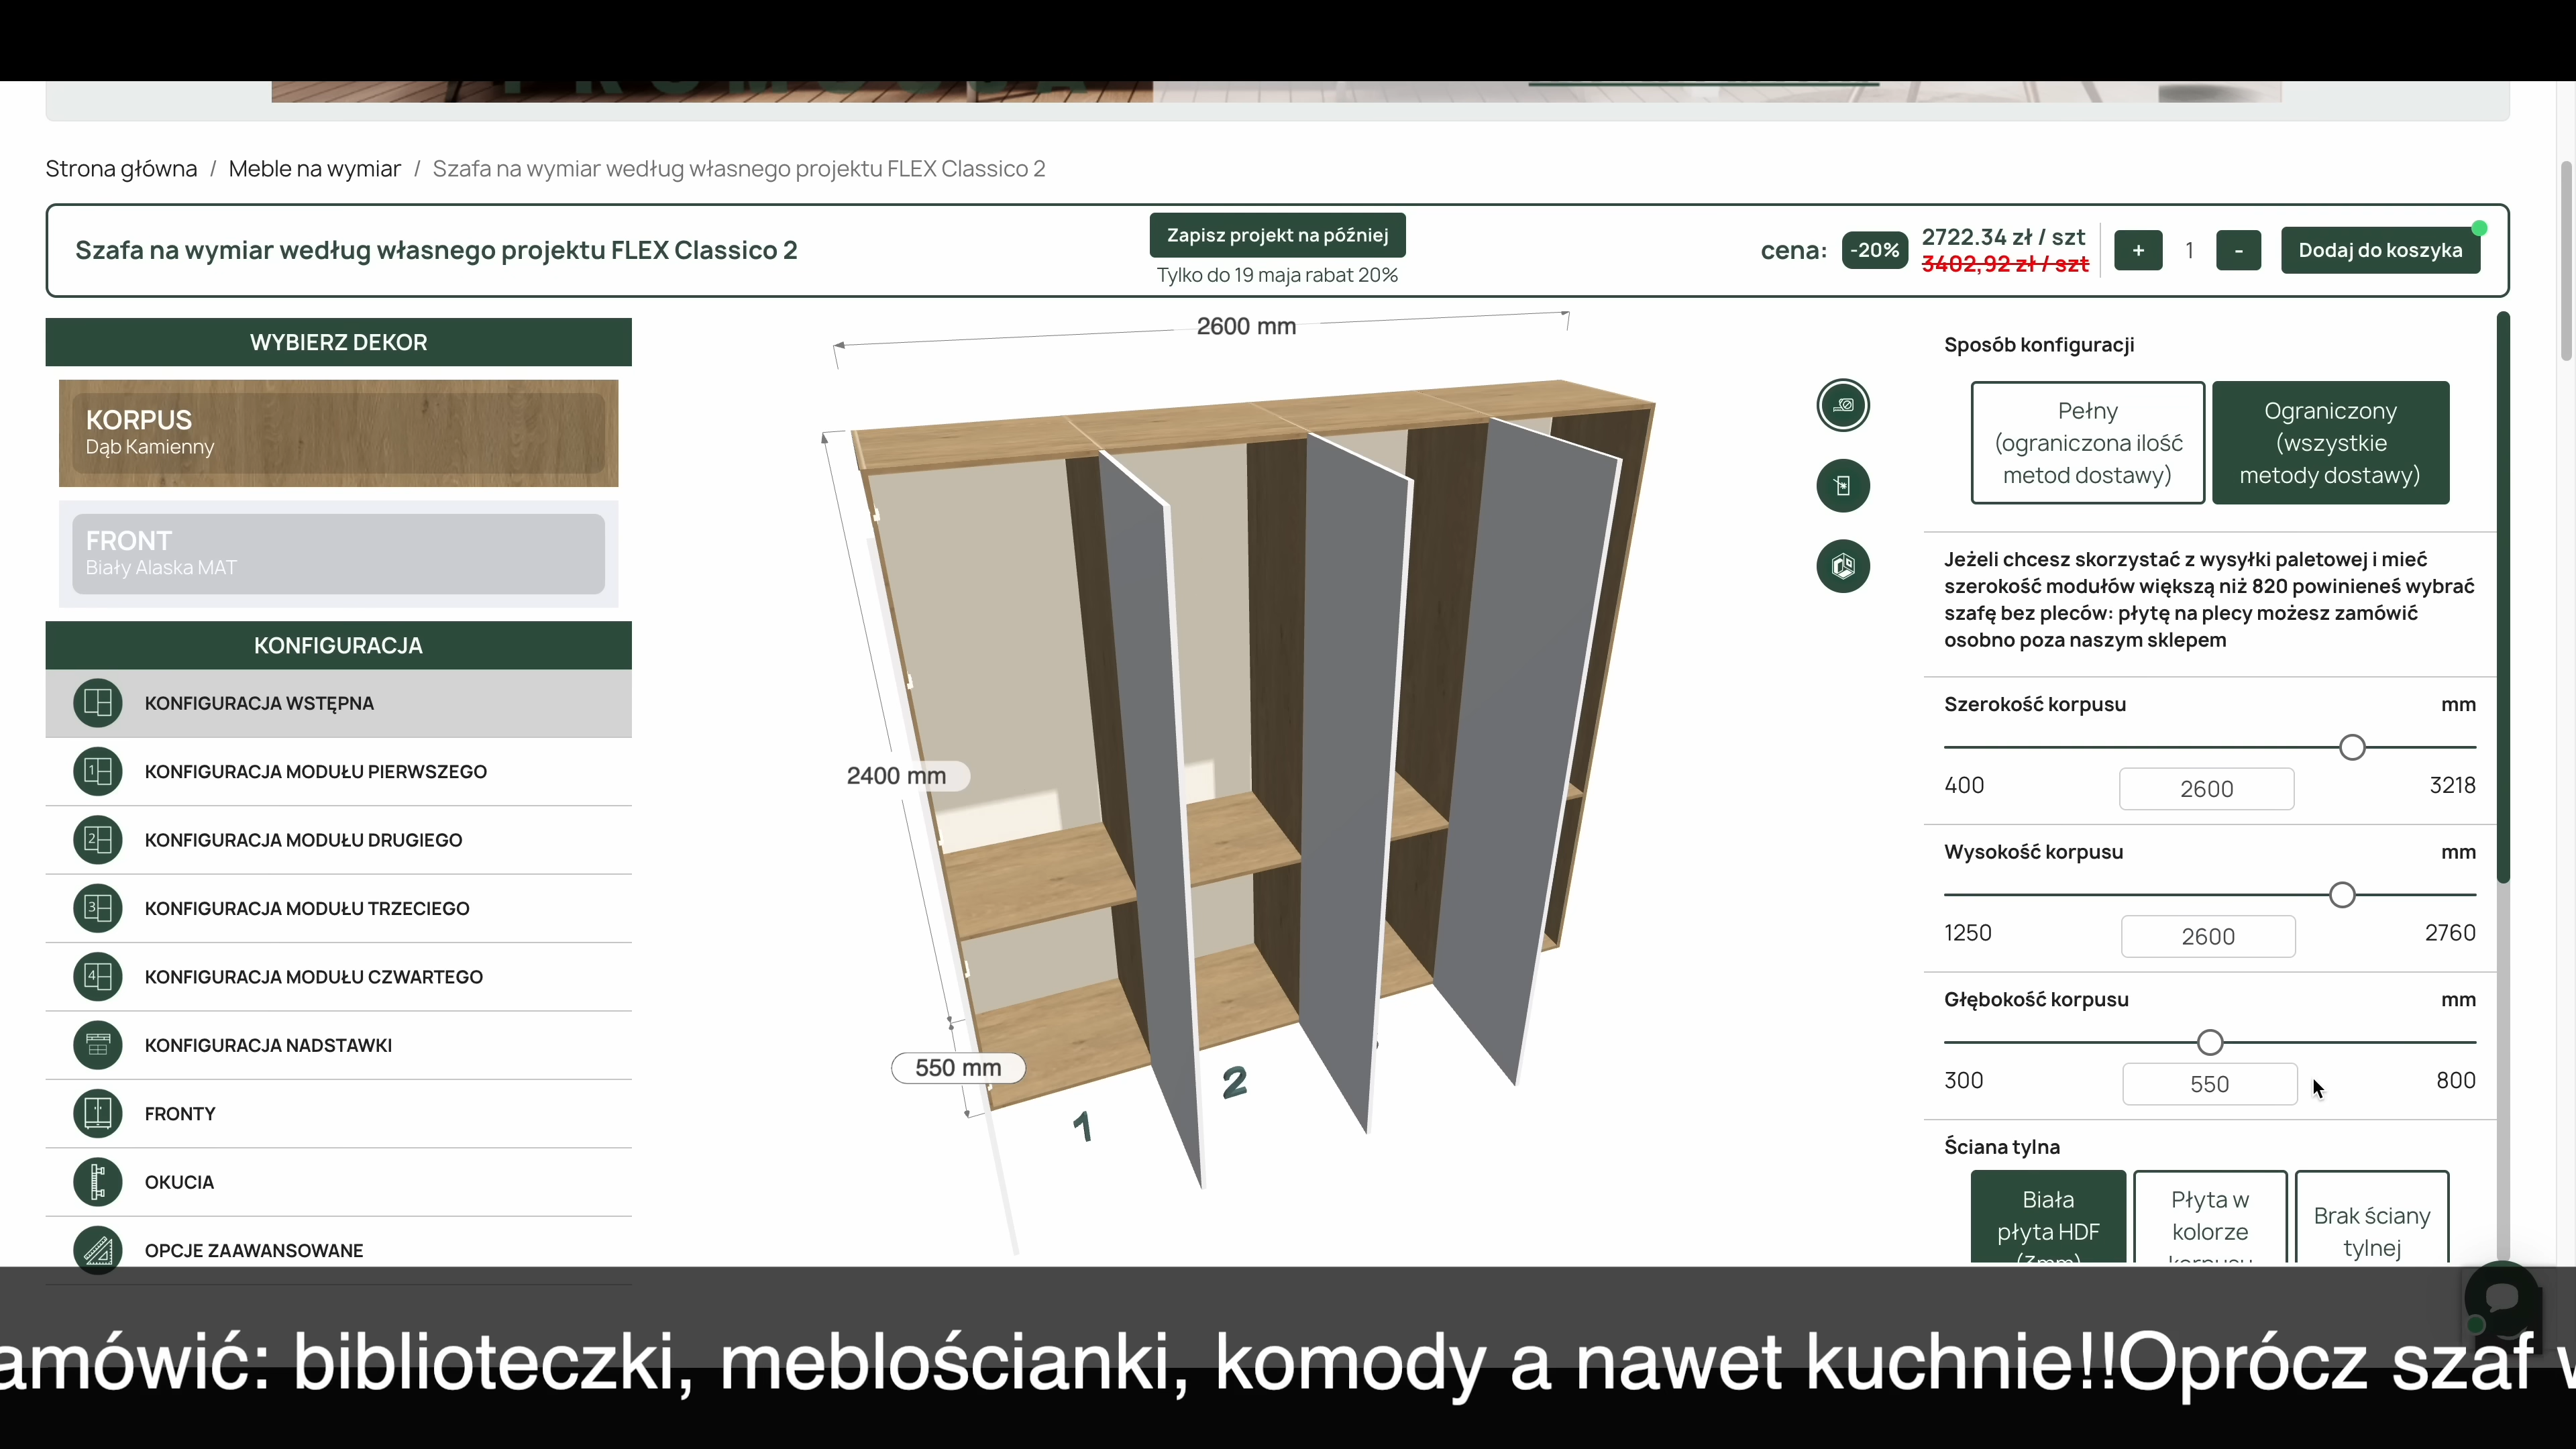 Strona główna / Meble na wymiar / Szafa na wymiar według własnego projektu FLEX Classico 2
Szafa na wymiar według własnego projektu FLEX Classico 2
Zapisz projekt na później
Tylko do 19 maja rabat 20%
cena:
-20%
2722.34 zł / szt
3402,92 zł / szt
+
1
-
Dodaj do koszyka
WYBIERZ DEKOR
KORPUS
Dąb Kamienny
FRONT
Biały Alaska MAT
KONFIGURACJA
KONFIGURACJA WSTĘPNA
1 KONFIGURACJA MODUŁU PIERWSZEGO
2 KONFIGURACJA MODUŁU DRUGIEGO
3 KONFIGURACJA MODUŁU TRZECIEGO
4 KONFIGURACJA MODUŁU CZWARTEGO
KONFIGURACJA NADSTAWKI
FRONTY
OKUCIA
OPCJE ZAAWANSOWANE
2600 mm
2400 mm
550 mm
1
2
Sposób konfiguracji
Pełny
(ograniczona ilość
metod dostawy)
Ograniczony
(wszystkie
metody dostawy)
Jeżeli chcesz skorzystać z wysyłki paletowej i mieć
szerokość modułów większą niż 820 powinieneś wybrać
szafę bez pleców: płytę na plecy możesz zamówić
osobno poza naszym sklepem
Szerokość korpusu mm
400 2600 3218
Wysokość korpusu mm
1250 2600 2760
Głębokość korpusu mm
300 550 800
Ściana tylna
Biała
płyta HDF
(3mm)
Płyta w
kolorze
korpusu
Brak ściany
tylnej
amówić: biblioteczki, meblościanki, komody a nawet kuchnie!!Oprócz szaf